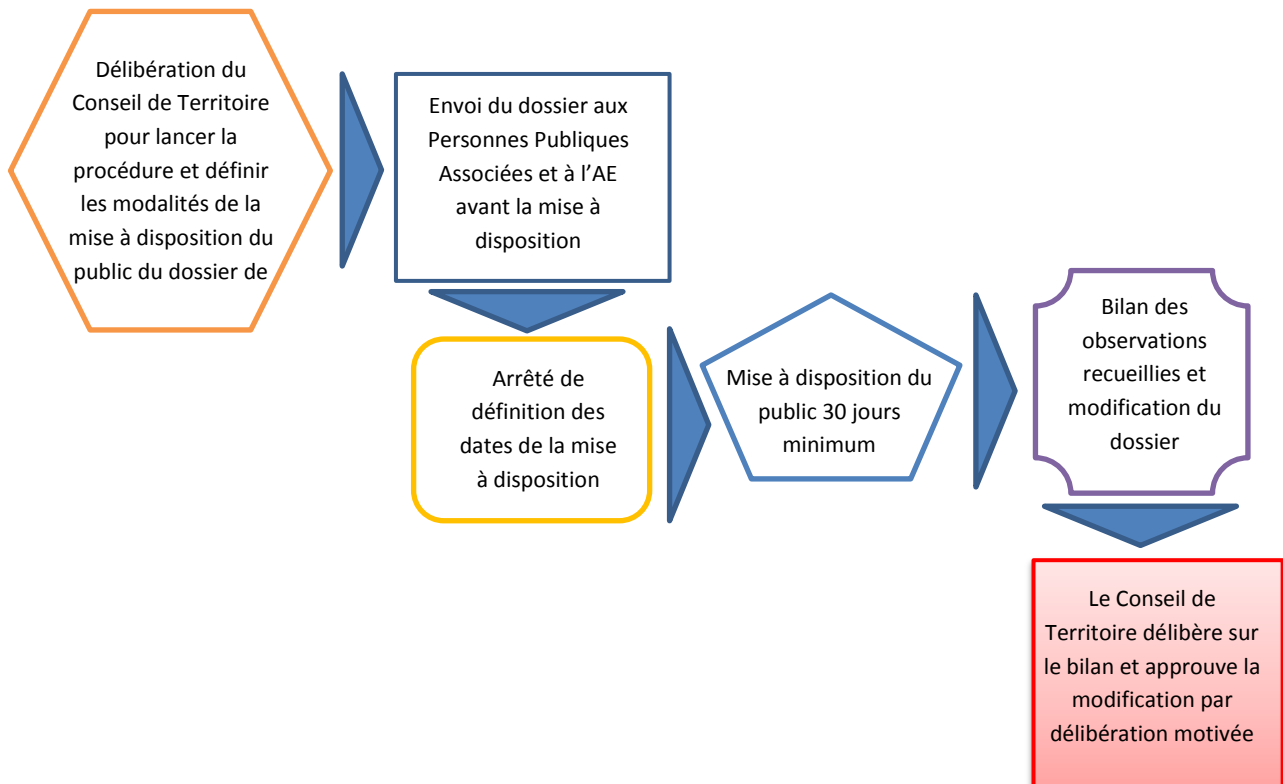 Délibération du
Conseil de Territoire
pour lancer la
procédure et définir
les modalités de la
mise à disposition du
public du dossier de
Envoi du dossier aux
Personnes Publiques
Associées et à l’AE
avant la mise à
disposition
Arrêté de
définition des
dates de la mise
à disposition
Mise à disposition du
public 30 jours
minimum
Bilan des
observations
recueillies et
modification du
dossier
Le Conseil de
Territoire délibère sur
le bilan et approuve la
modification par
délibération motivée